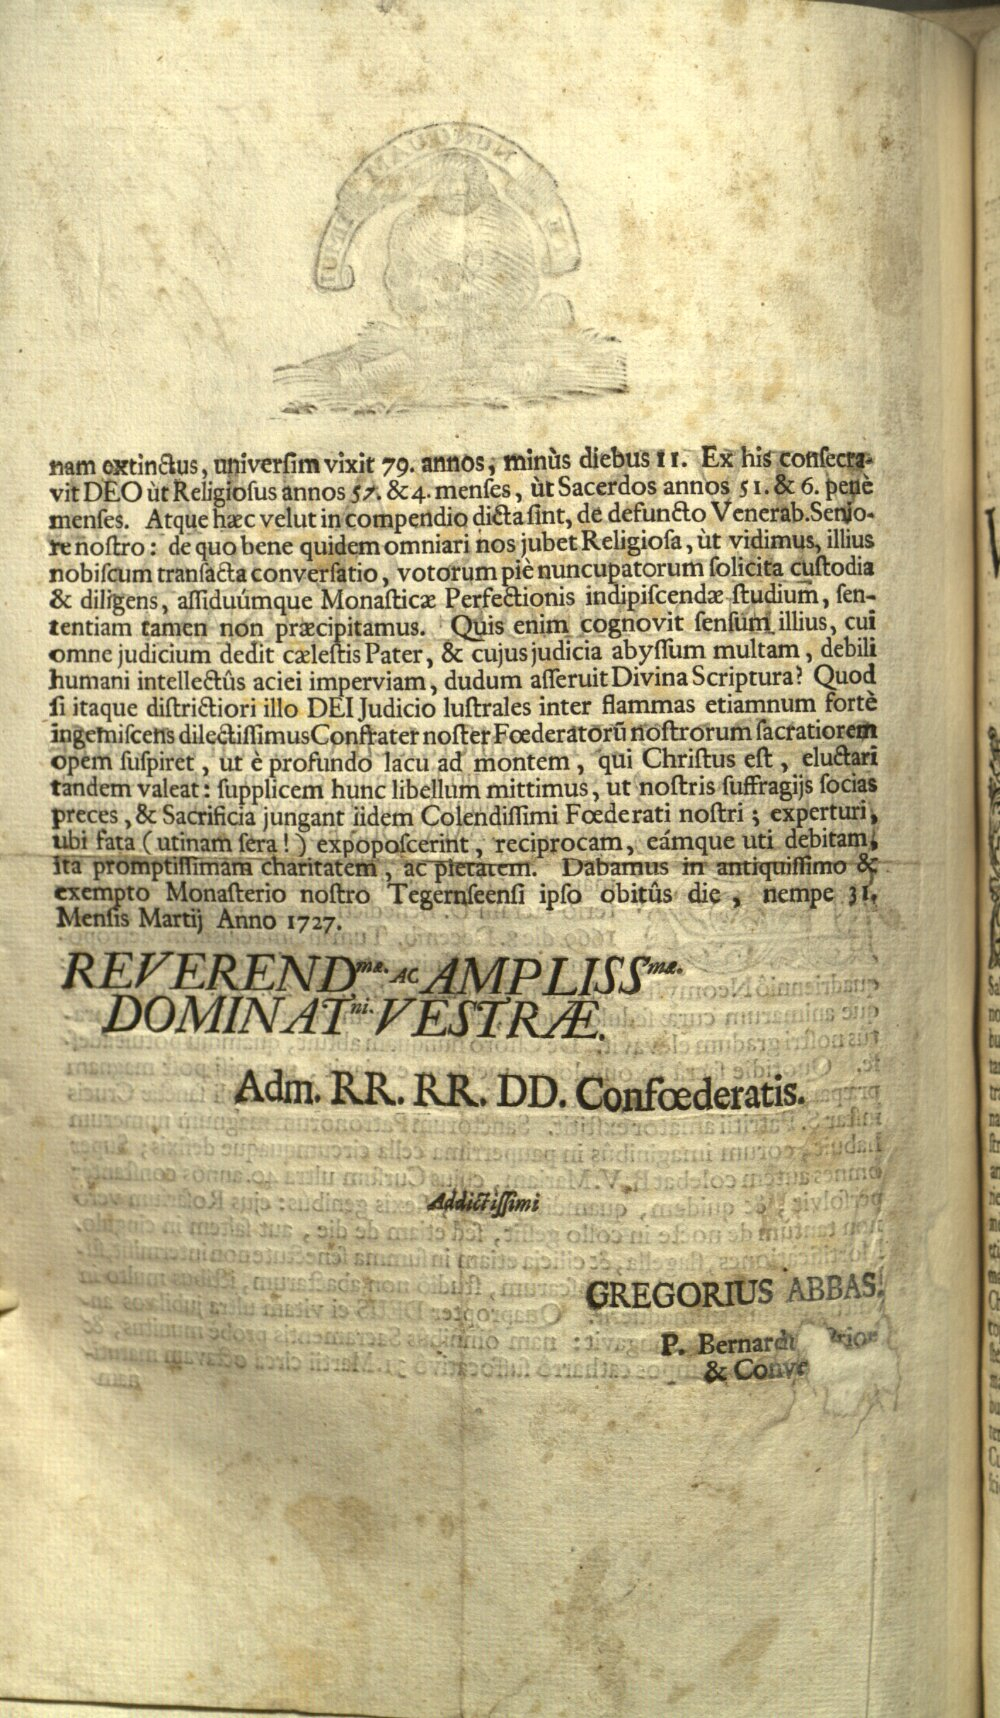 nam extinctus, universim vixit 79. annos, minùs diebus 11. Ex his consecra-
vit DEO ùt Religiosus annos 57. & 4. menses, ùt Sacerdos annos 51. & 6. penè
menses. Atque hæc velut in compendio dicta sint, de defuncto Venerab. Senjo-
re nostro: de quo bene quidem omniari nos jubet Religiosa, ùt vidimus, illius
nobiscum transacta conversatio, votorum piè nuncupatorum solicita custodia
& diligens, assiduúmque Monasticæ Perfectionis indipiscendæ studium, sen-
tentiam tamen non præcipitamus. Quis enim cognovit sensum illius, cui
omne judicium dedit cælestis Pater, & cujus judicia abyssum multam, debili
humani intellectûs aciei imperviam, dudum asseruit Divina Scriptura? Quod
si itaque districtiori illo DEI Judicio lustrales inter flammas etiamnum fortè
ingemiscens dilectissimus Confrater noster Fœderatorũ nostrorum sacratiorem
opem suspiret, ut è profundo lacu ad montem, qui Christus est, eluctari
tandem valeat: supplicem hunc libellum mittimus, ut nostris suffragijs socias
preces, & Sacrificia jungant iidem Colendissimi Fœderati nostri; experturi,
ubi fata (utinam sera!) expoposcerint, reciprocam, eámque uti debitam,
ita promptissimam charitatem, ac pietatem. Dabamus in antiquissimo &
exempto Monasterio nostro Tegernseensi ipso obitûs die, nempe 31.
Mensis Martij Anno 1727.
REVERENDmæ. AC AMPLISSmæ.
DOMINATni. VESTRÆ.
Adm. RR. RR. DD. Confœderatis.
Addictissimi
GREGORIUS ABBAS.
P. Bernard Prior
& Conve